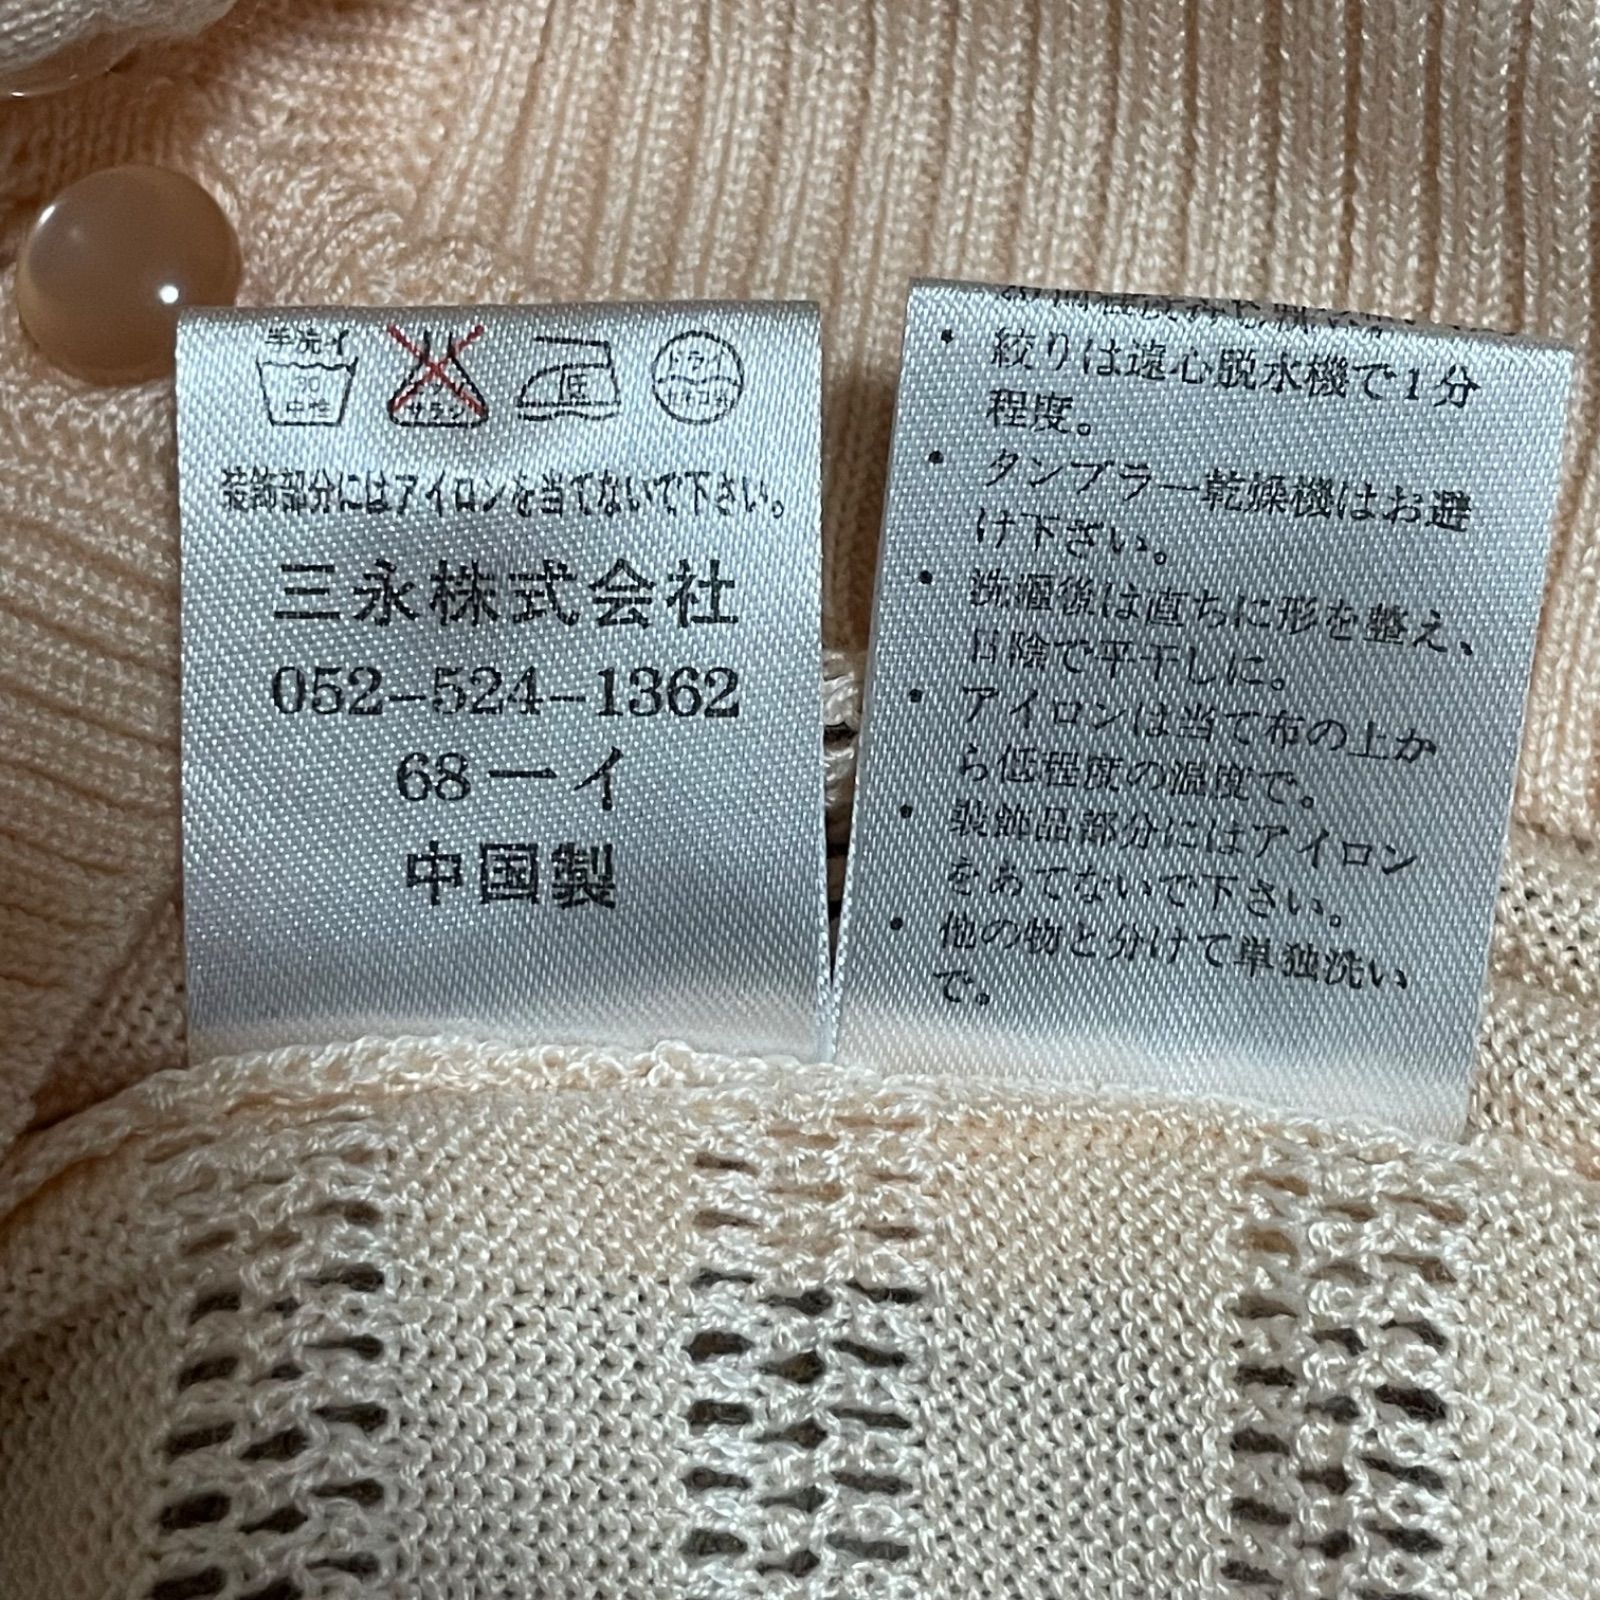 手洗イ
30
中性
サラシ
低
ドライ
装飾部分にはアイロンを当てないで下さい。
三永株式会社
052-524-1362
68-イ
中国製
・絞りは遠心脱水機で1分
程度。
・タンブラー乾燥機はお避
け下さい。
・洗濯後は直ちに形を整え、
日陰で平干しに。
・アイロンは当て布の上か
ら低程度の温度で。
・装飾品部分にはアイロン
をあてないで下さい。
・他の物と分けて単独洗い
で。